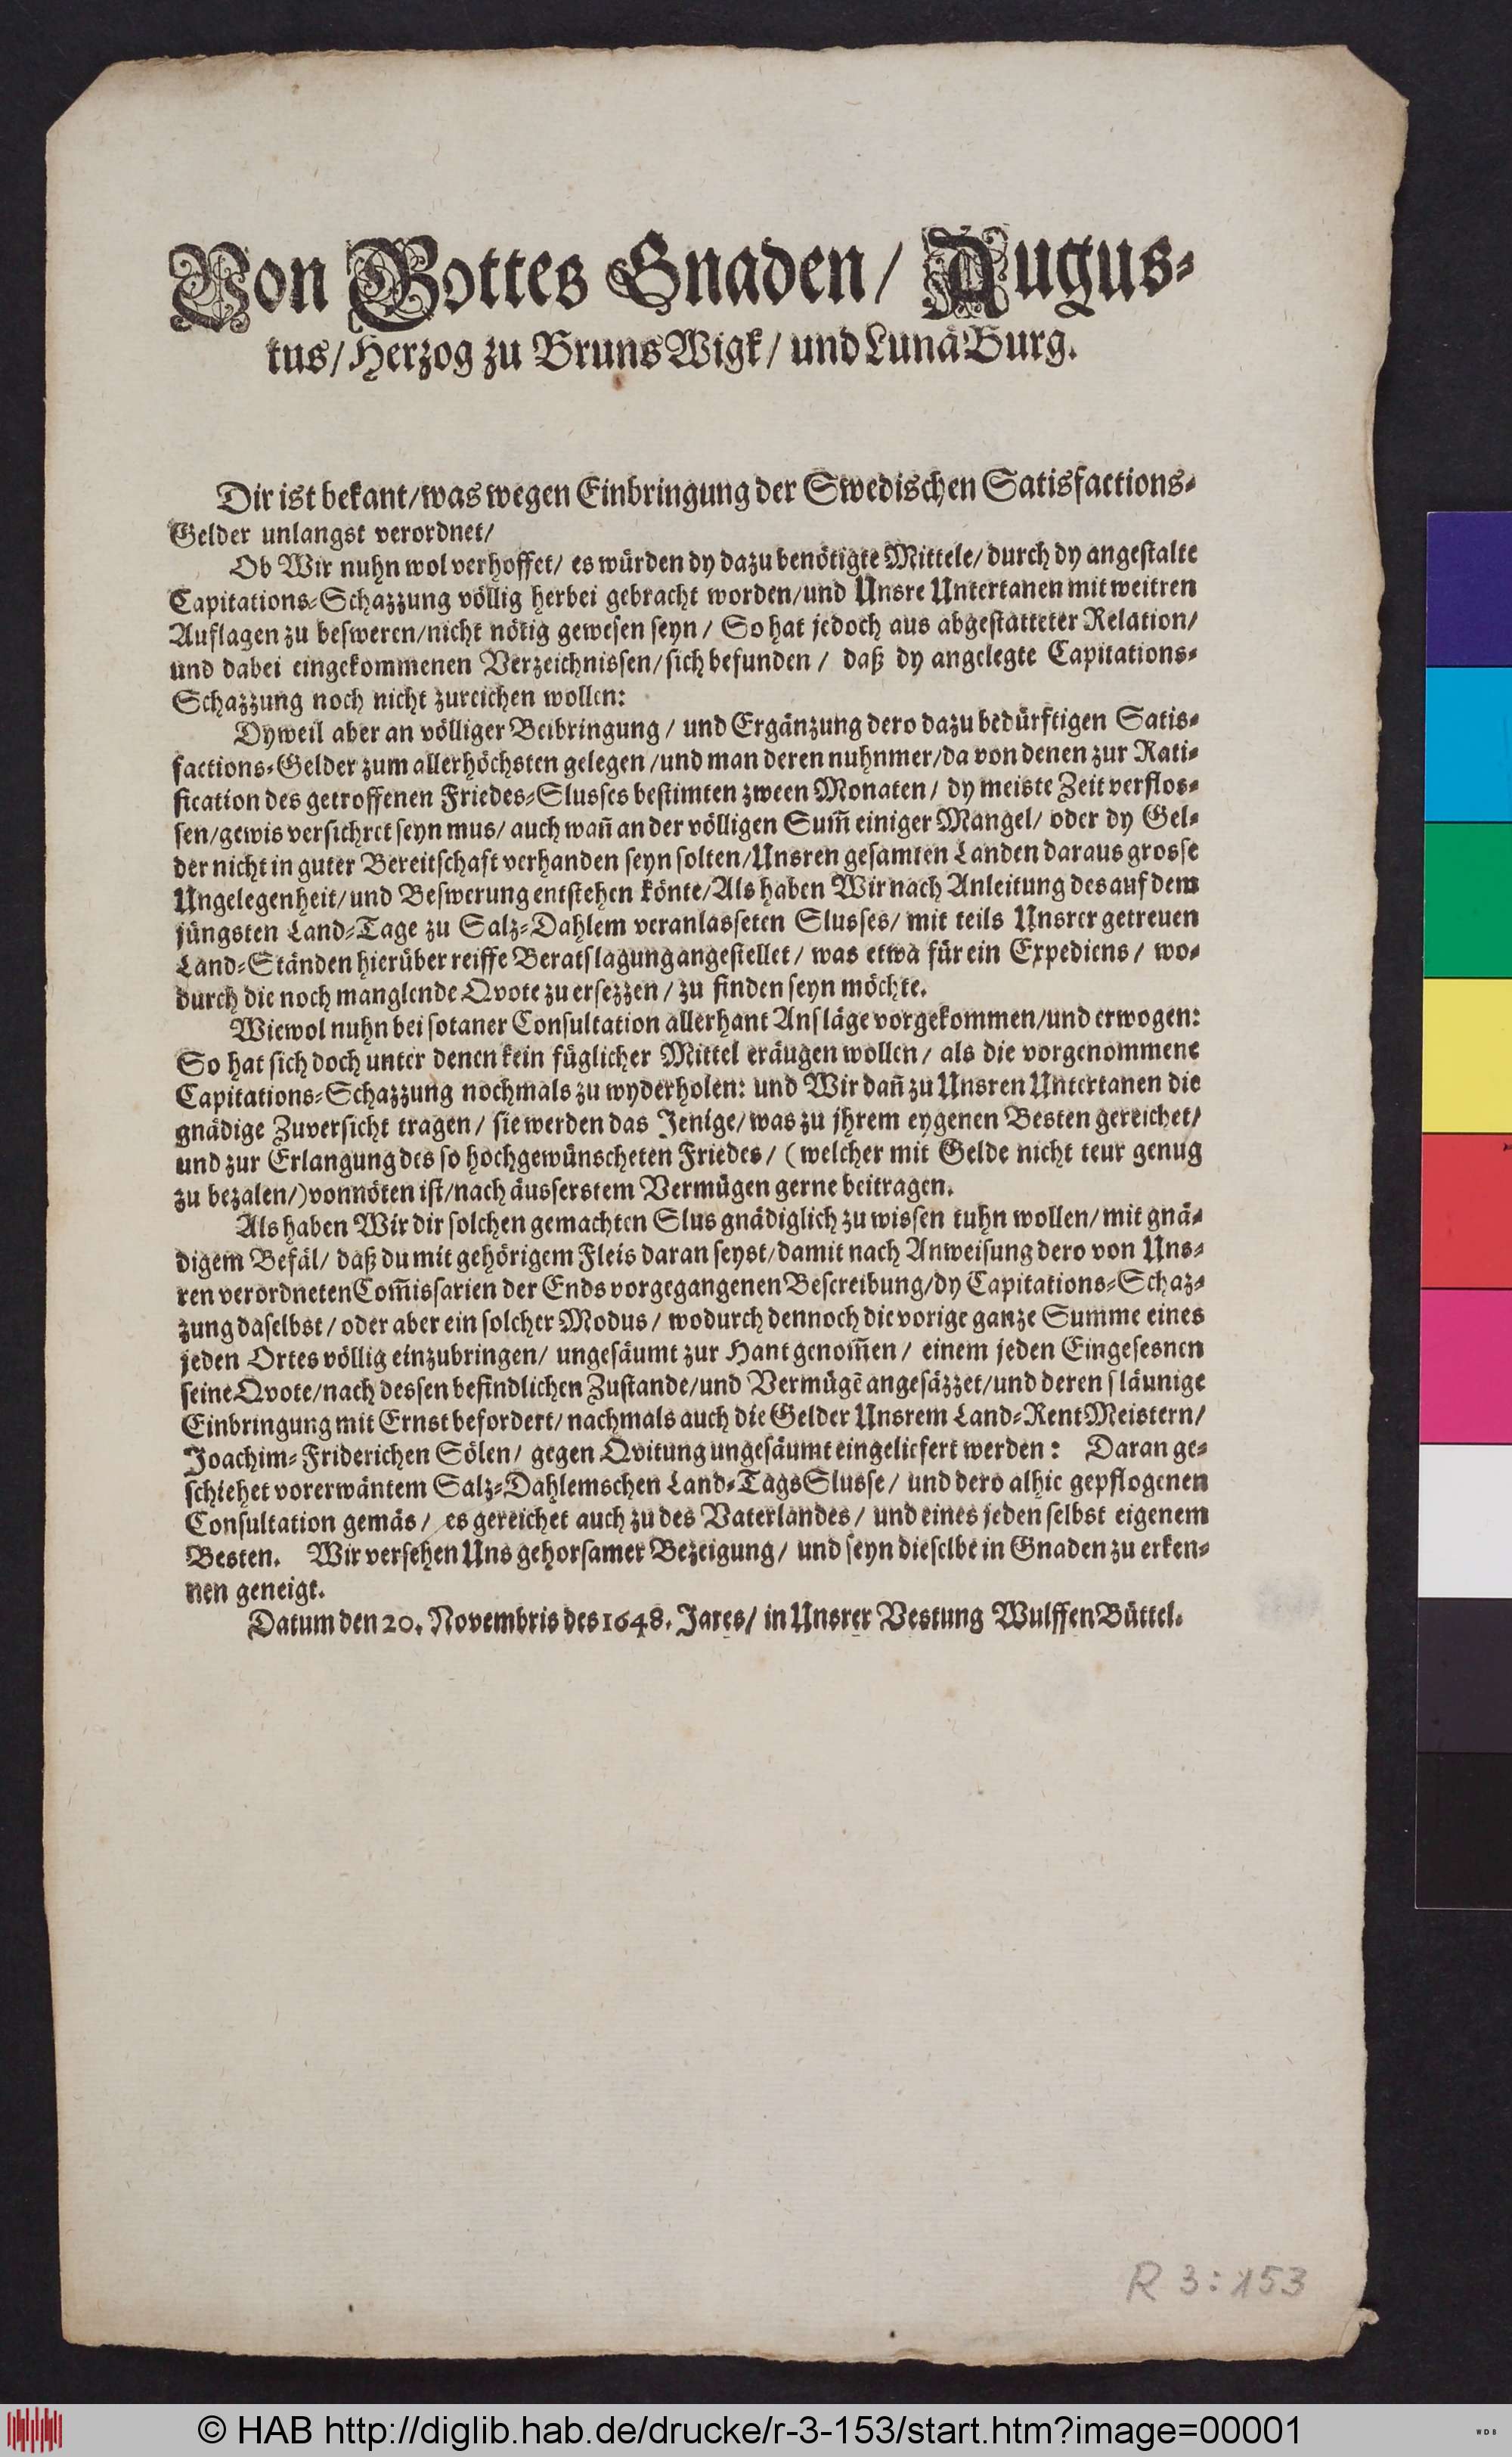 Von Gottes Gnaden/ Augus-
tus/ Herzog zu BrunsWigk/ und LunäBurg.
Dir ist bekant/ was wegen Einbringung der Swedischen Satisfactions-
Gelder unlangst verordnet/
Ob Wir nuhn wol verhoffet/ es würden dy dazu benötigte Mittele/ durch dy angestalte
Capitations-Schazzung völlig herbei gebracht worden/ und Unsre Untertanen mit weitren
Auflagen zu besweren/ nicht nötig gewesen seyn/ So hat jedoch aus abgestatteter Relation/
und dabei eingekommenen Verzeichnissen/ sich befunden/ daß dy angelegte Capitations-
Schazzung noch nicht zureichen wollen:
Dyweil aber an völliger Beibringung/ und Ergänzung dero dazu bedürftigen Satis-
factions-Gelder zum allerhöchsten gelegen/ und man deren nuhnmer/ da von denen zur Rati-
fication des getroffenen Friedes-Slusses bestimten zween Monaten/ dy meiste Zeit verflos-
sen/ gewis versichret seyn mus/ auch wañ an der völligen Sum̃ einiger Mangel/ oder dy Gel-
der nicht in guter Bereitschaft verhanden seyn solten/ Unsren gesamten Landen daraus grosse
Ungelegenheit/ und Beswerung entstehen könte/ Als haben Wir nach Anleitung des auf dem
jüngsten Land-Tage zu Salz-Dahlem veranlasseten Slusses/ mit teils Unsrer getreuen
Land-Ständen hierüber reiffe Beratslagung angestellet/ was etwa für ein Expediens/ wo-
durch die noch manglende Qvote zu ersezzen/ zu finden seyn möchte.
Wiewol nuhn bei sotaner Consultation allerhant Ansläge vorgekommen/ und erwogen:
So hat sich doch unter denen kein füglicher Mittel eräugen wollen/ als die vorgenommene
Capitations-Schazzung nochmals zu wyderholen: und Wir dañ zu Unsren Untertanen die
gnädige Zuversicht tragen/ sie werden das Jenige/ was zu jhrem eygenen Besten gereichet/
und zur Erlangung des so hochgewünscheten Friedes/ (welcher mit Gelde nicht teur genug
zu bezalen/) vonnöten ist/ nach äusserstem Vermügen gerne beitragen.
Als haben Wir dir solchen gemachten Slus gnädiglich zu wissen tuhn wollen/ mit gnä-
digem Befäl/ daß du mit gehörigem Fleis daran seyst/ damit nach Anweisung dero von Uns-
ren verordneten Com̃issarien der Ends vorgegangenen Bescreibung/ dy Capitations-Schaz-
zung daselbst/ oder aber ein solcher Modus/ wodurch dennoch die vorige ganze Summe eines
jeden Ortes völlig einzubringen/ ungesäumt zur Hant genom̃en/ einem jeden Eingesesnen
seine Qvote/ nach dessen befindlichen Zustande/ und Vermügẽ angesäzzet/ und deren släunige
Einbringung mit Ernst befordert/ nachmals auch die Gelder Unsrem Land-RentMeistern/
Joachim-Friderichen Sölen/ gegen Qvitung ungesäumt eingeliefert werden: Daran ge-
schiehet vorerwäntem Salz-Dahlemschen Land-TagsSlusse/ und dero alhie gepflogenen
Consultation gemäs/ es gereichet auch zu des Vaterlandes/ und eines jeden selbst eigenem
Besten. Wir versehen Uns gehorsamer Bezeigung/ und seyn dieselbe in Gnaden zu erken-
nen geneigt.
Datum den 20. Novembris des 1648. Jares/ in Unsrer Vestung WulffenBüttel.
R 3:153
© HAB http://diglib.hab.de/drucke/r-3-153/start.htm?image=00001
WDB